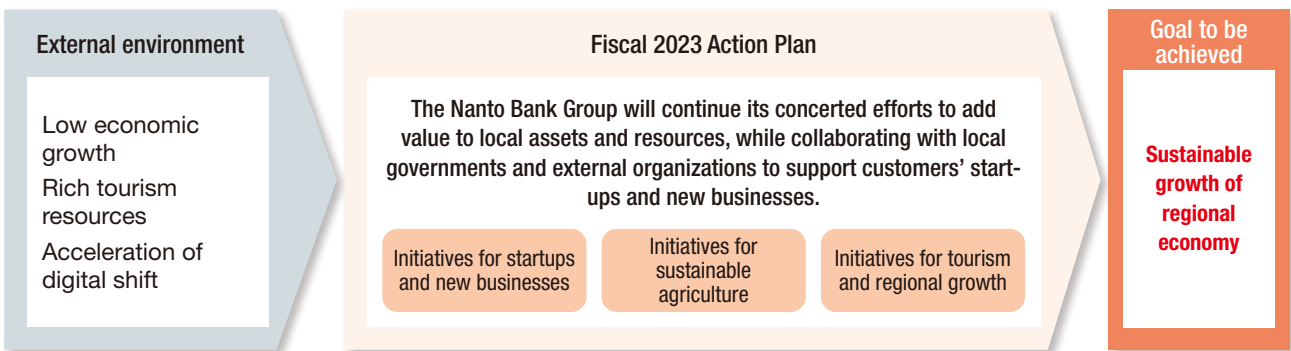 External environment
Low economic
growth
Rich tourism
resources
Acceleration of
digital shift
Fiscal 2023 Action Plan
The Nanto Bank Group will continue its concerted efforts to add
value to local assets and resources, while collaborating with local
governments and external organizations to support customers’ start-
ups and new businesses.
Initiatives for startups
and new businesses
Initiatives for
sustainable
agriculture
Initiatives for tourism
and regional growth
Goal to be
achieved
Sustainable
growth of
regional
economy